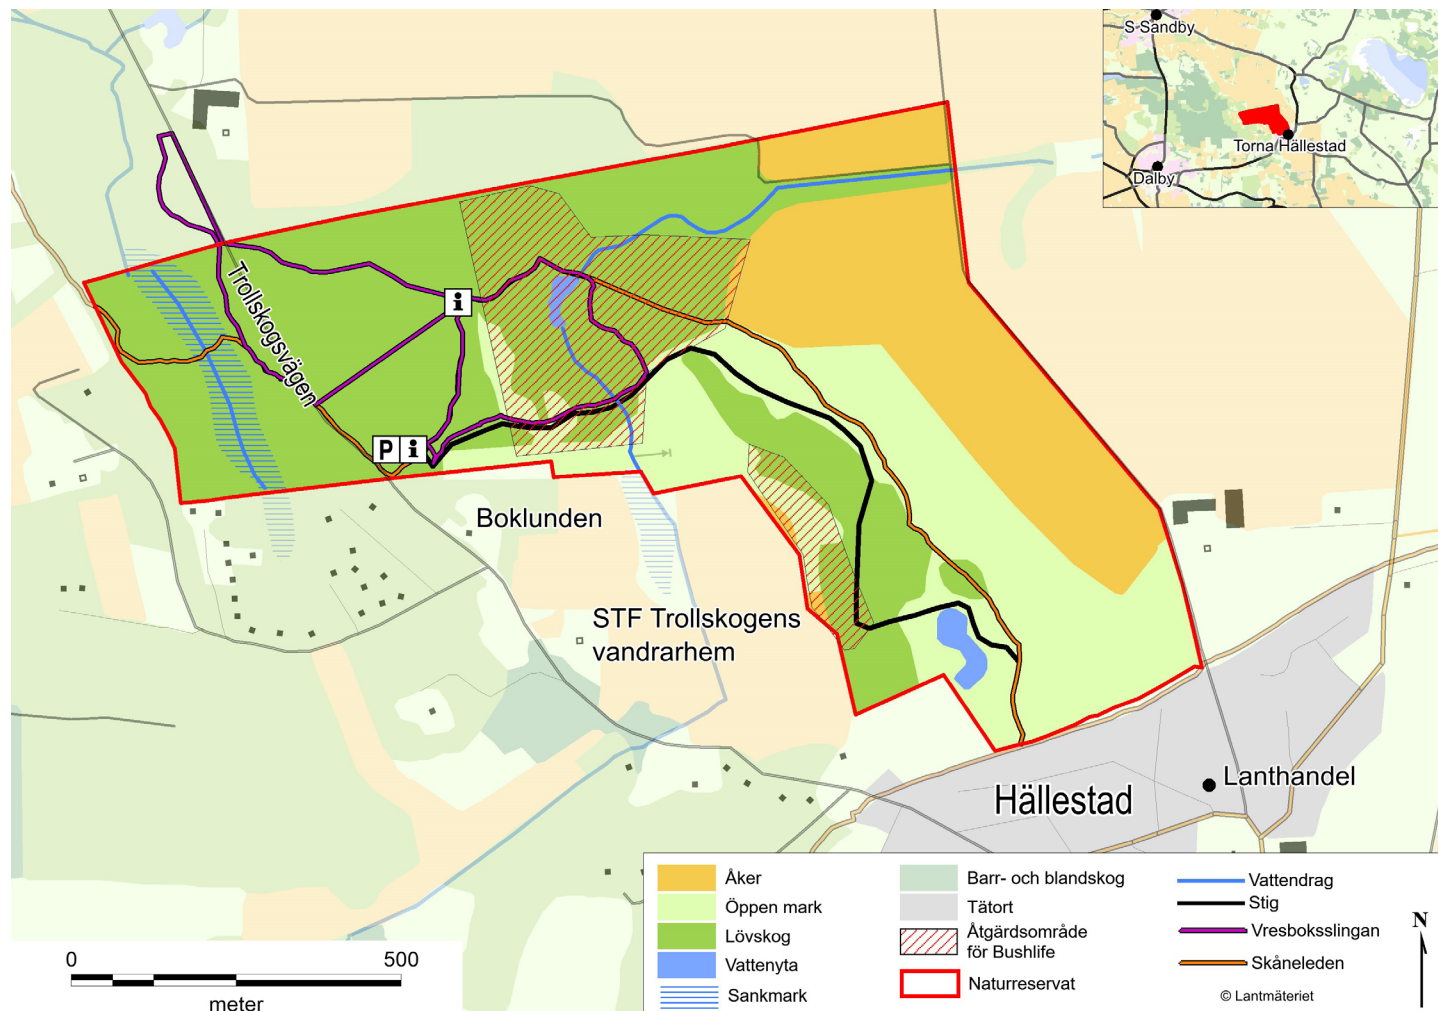 S Sandby
Torna Hällestad
Dalby
Trollskogsvägen
i
P i
Boklunden
STF Trollskogens
vandrarhem
Hällestad
Lanthandel
0 500
meter
Åker
Öppen mark
Lövskog
Vattenyta
Sankmark
Barr- och blandskog
Tätort
Åtgärdsområde
för Bushlife
Naturreservat
Vattendrag
Stig
Vresboksslingan
Skåneleden
© Lantmäteriet
N